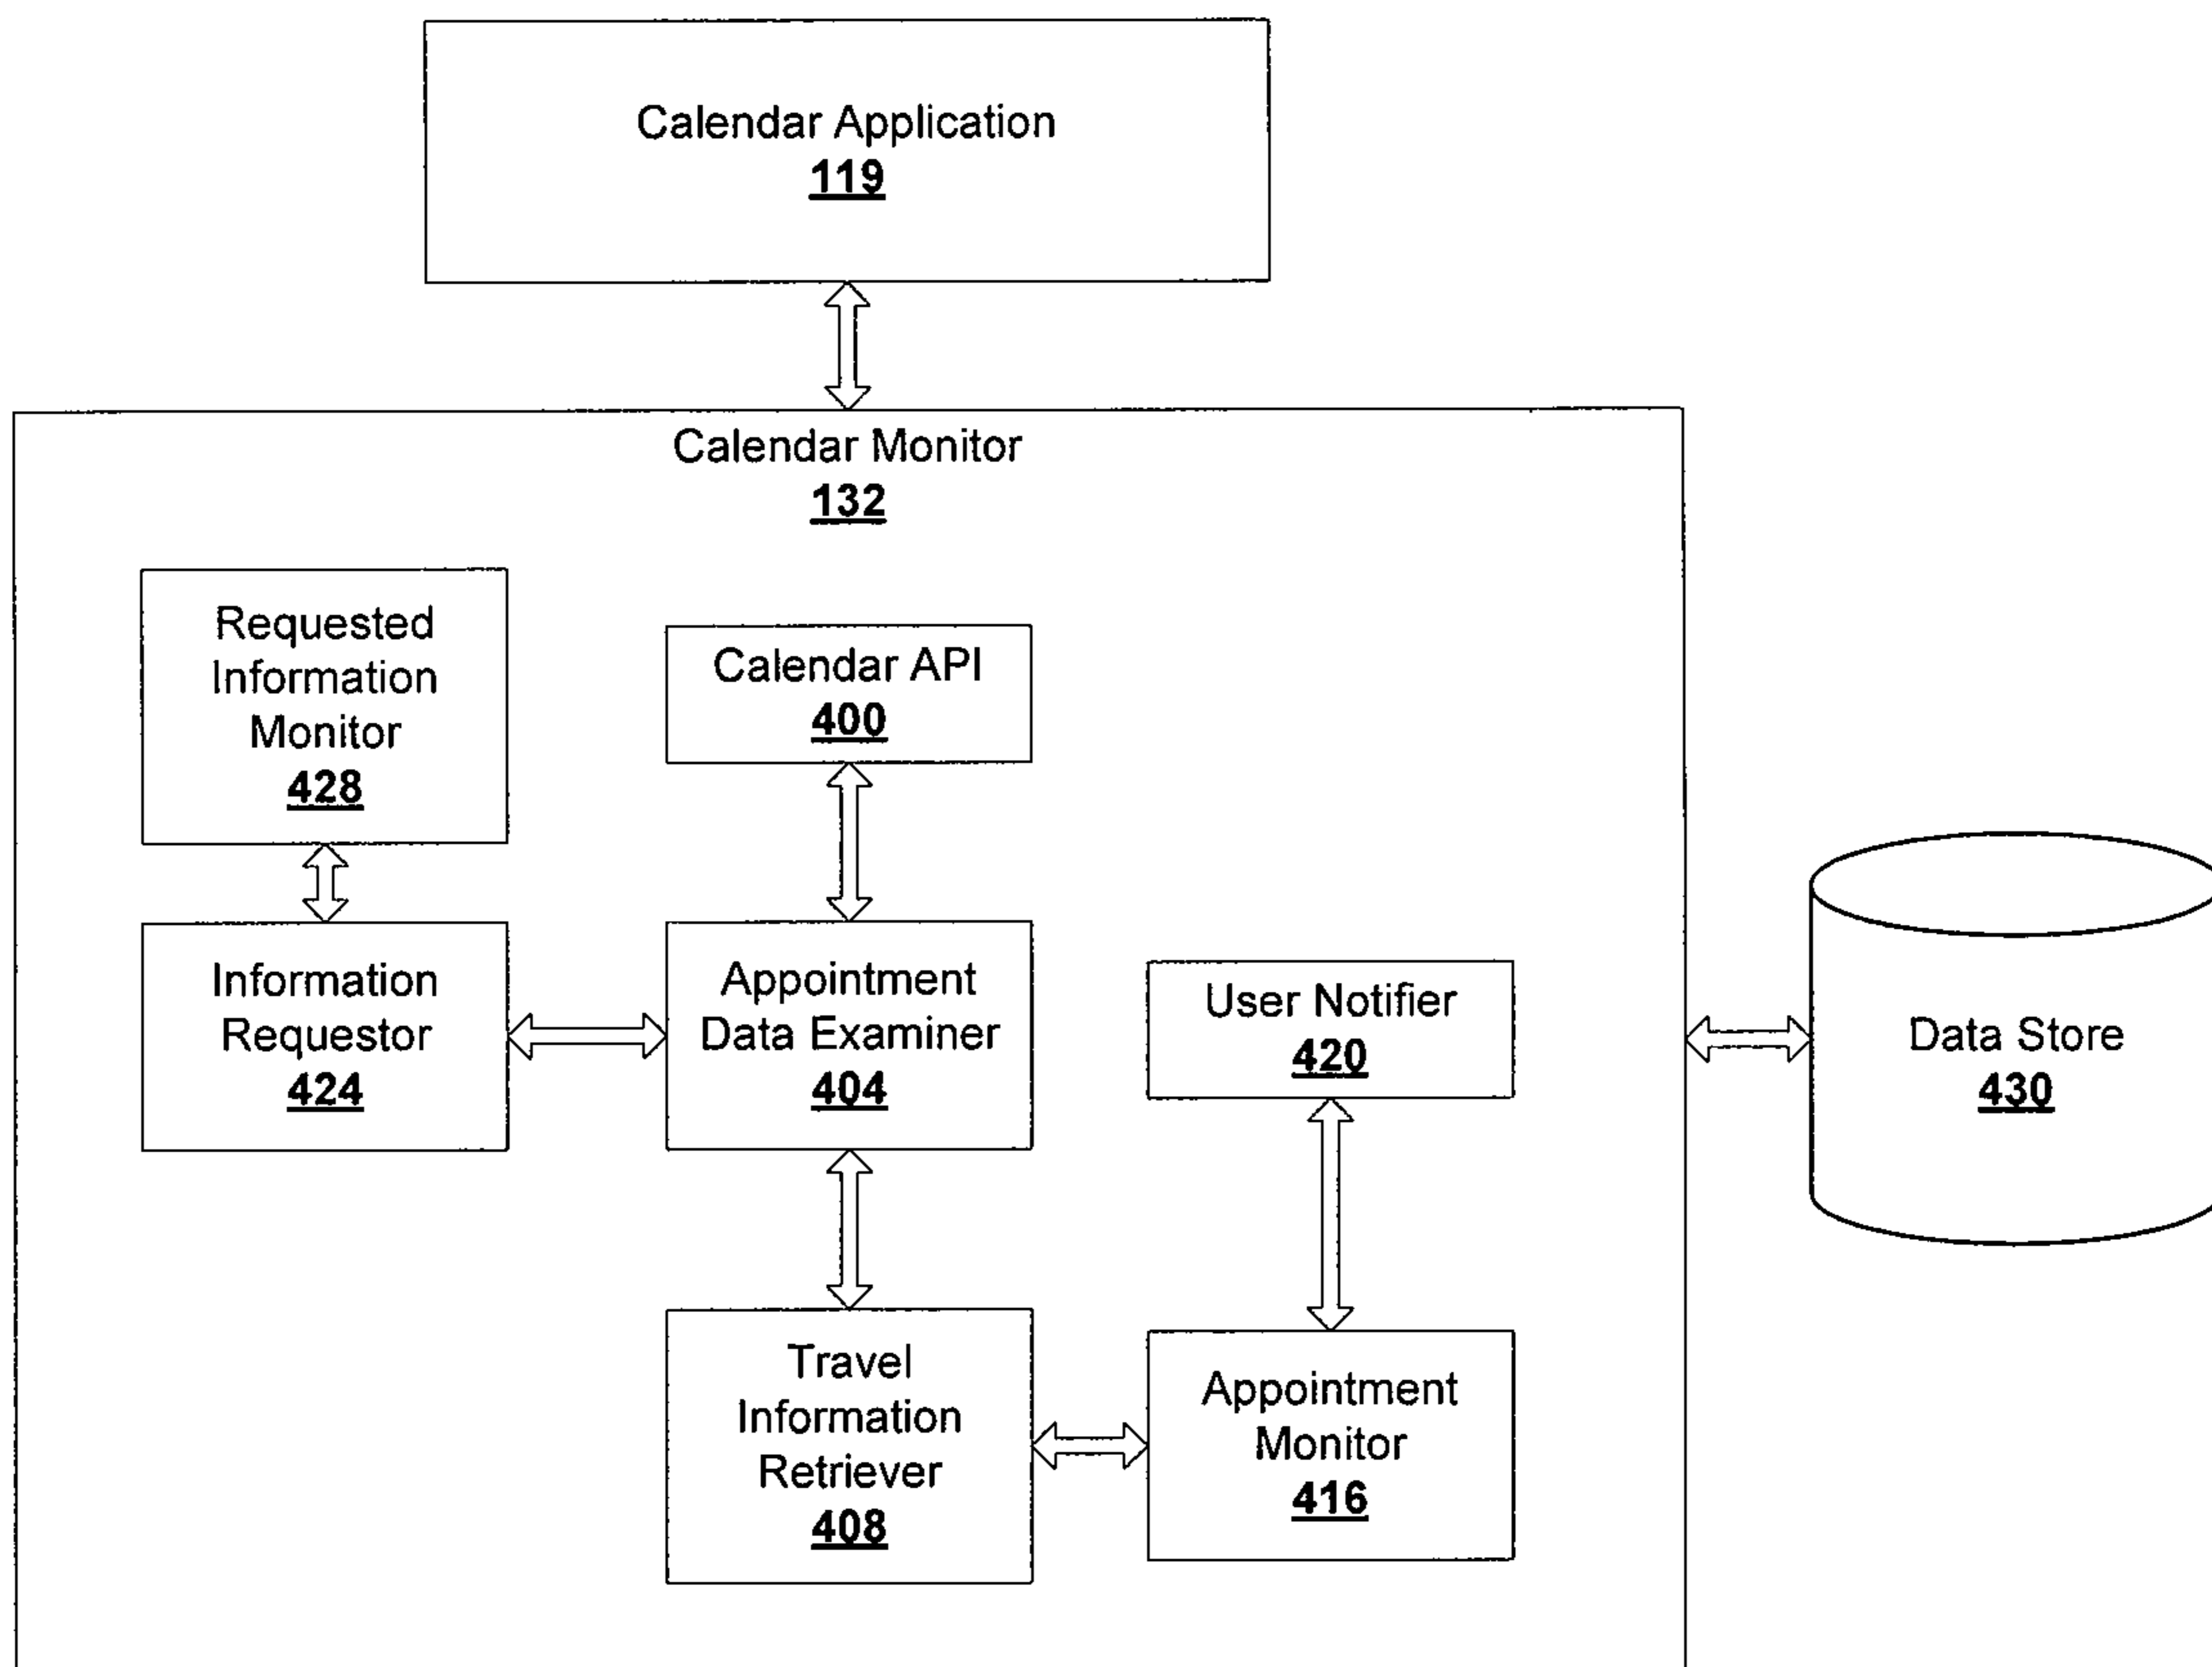 Calendar Application
119
Calendar Monitor
132
Requested
Information
Monitor
428
Calendar API
400
Information
Requestor
424
Appointment
Data Examiner
404
User Notifier
420
Data Store
430
Travel
Information
Retriever
408
Appointment
Monitor
416